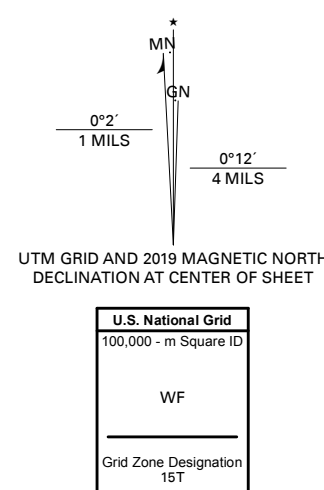 ★
MN
GN
0°2´
1 MILS
0°12´
4 MILS
UTM GRID AND 2019 MAGNETIC NORTH
DECLINATION AT CENTER OF SHEET
U.S. National Grid
100,000 - m Square ID
WF
Grid Zone Designation
15T